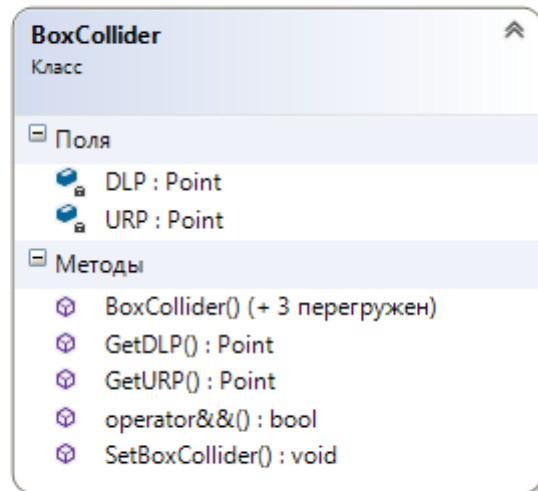 BoxCollider
Класс
Поля
DLP : Point
URP : Point
Методы
BoxCollider() (+ 3 перегружен)
GetDLP() : Point
GetURP() : Point
operator&&() : bool
SetBoxCollider() : void